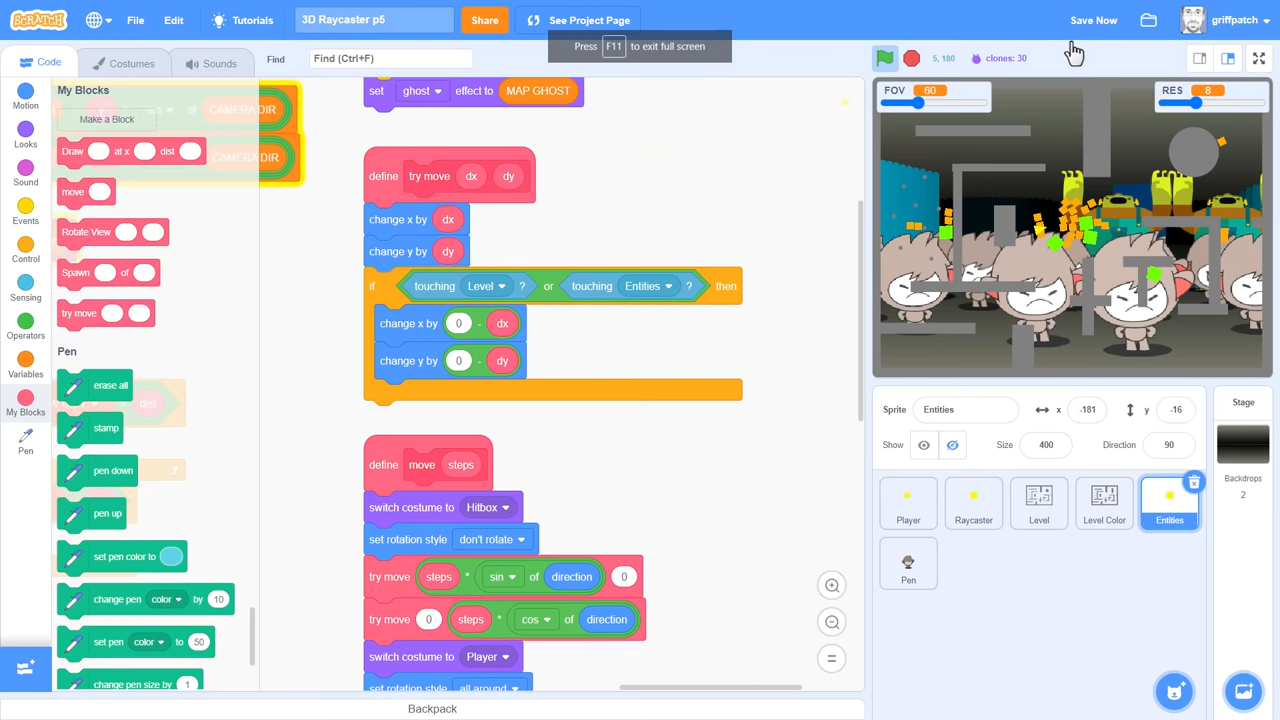 SCRATCH File Edit Tutorials 3D Raycaster p5 Share See Project Page Save Now griffpatch
Press F11 to exit full screen
Code Costumes Sounds Find Find (Ctrl+F) 5, 180 clones: 30
Motion
Looks
Sound
Events
Control
Sensing
Operators
Variables
My Blocks
Pen
My Blocks
of CAMERA DIR
Make a Block
Draw at x dist
CAMERA DIR
move
Rotate View
Spawn of
try move
Pen
erase all
dist
stamp
pen down
pen up
set pen color to
change pen color by 10
set pen color to 50
change pen size by 1
set ghost effect to MAP GHOST
define try move dx dy
change x by dx
change y by dy
if touching Level ? or touching Entities ? then
change x by 0 - dx
change y by 0 - dy
define move steps
switch costume to Hitbox
set rotation style don't rotate
try move steps * sin of direction 0
try move 0 steps * cos of direction
switch costume to Player
set rotation style all around
FOV 60 RES 8
Sprite Entities x -181 y -16
Show Size 400 Direction 90
Player Raycaster Level Level Color Entities
Pen
Stage
Backdrops
2
Backpack